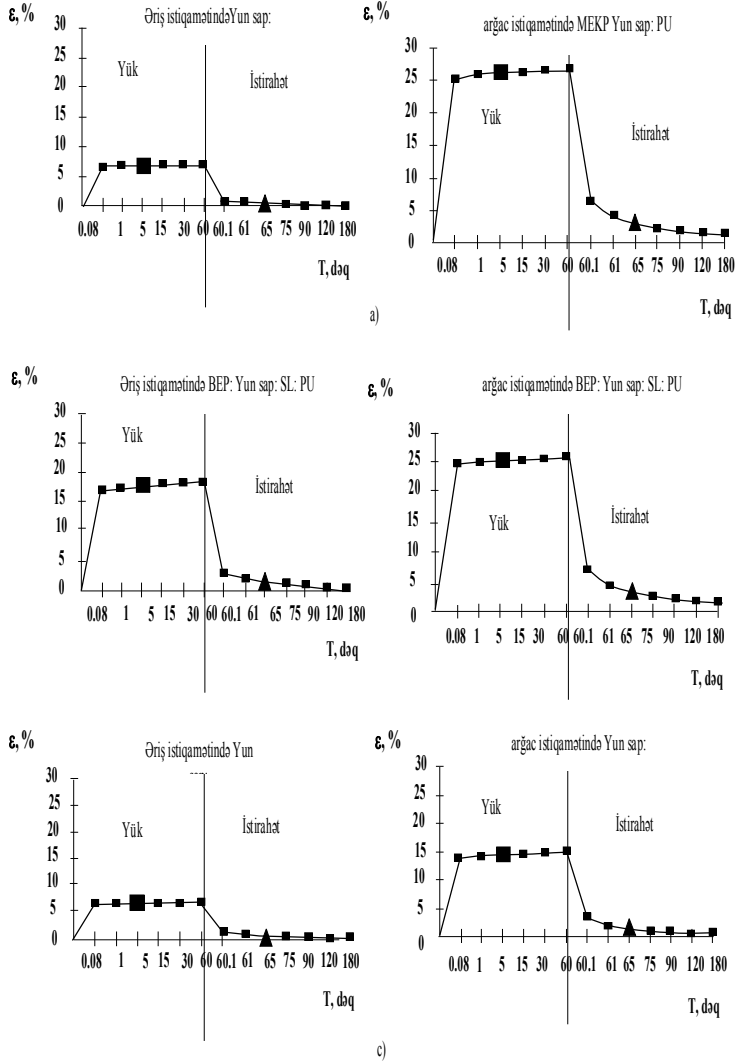 ε, %
Əriş istiqamətindəYun sap:
30
25
20
15
10
5
0
Yük
İstirahət
0.08 1 5 15 30 60 60.1 61 65 75 90 120 180
T, dəq
ε, %
arğac istiqamətində MEKP Yun sap: PU
30
25
20
15
10
5
0
Yük
İstirahət
0.08 1 5 15 30 60 60.1 61 65 75 90 120 180
T, dəq
a)
ε, %
Əriş istiqamətində BEP: Yun sap: SL: PU
30
25
20
15
10
5
0
Yük
İstirahət
0.08 1 5 15 30 60 60.1 61 65 75 90 120 180
T, dəq
ε, %
arğac istiqamətində BEP: Yun sap: SL: PU
30
25
20
15
10
5
0
Yük
İstirahət
0.08 1 5 15 30 60 60.1 61 65 75 90 120 180
T, dəq
ε, %
Əriş istiqamətində Yun
30
25
20
15
10
5
0
Yük
İstirahət
0.08 1 5 15 30 60 60.1 61 65 75 90 120 180
T, dəq
ε, %
arğac istiqamətində Yun sap:
30
25
20
15
10
5
0
Yük
İstirahət
0.08 1 5 15 30 60 60.1 61 65 75 90 120 180
T, dəq
c)